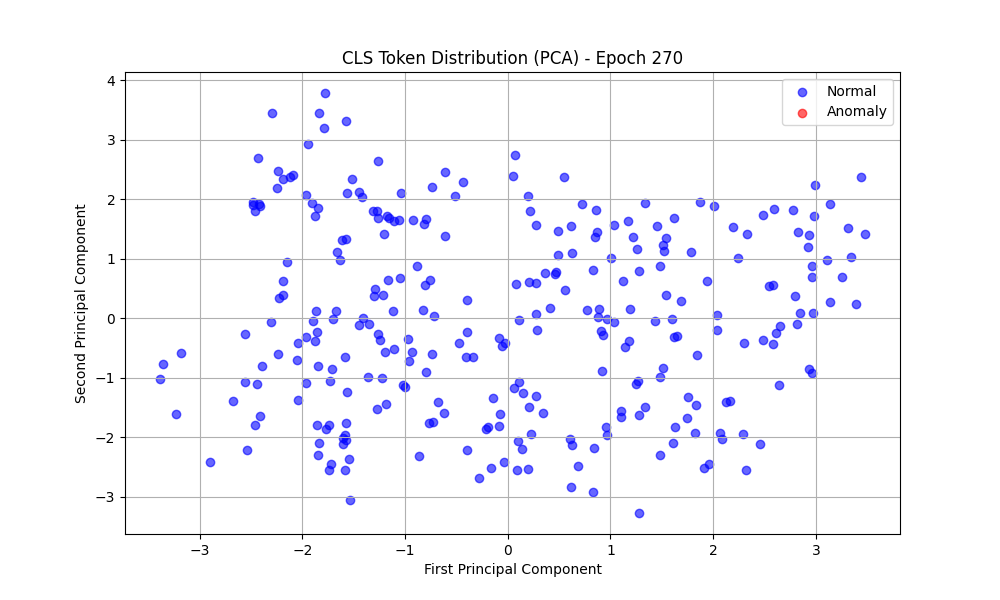 CLS Token Distribution (PCA) - Epoch 270
Normal
Anomaly
4
3
2
1
0
−1
−2
−3
Second Principal Component
−3 −2 −1 0 1 2 3
First Principal Component